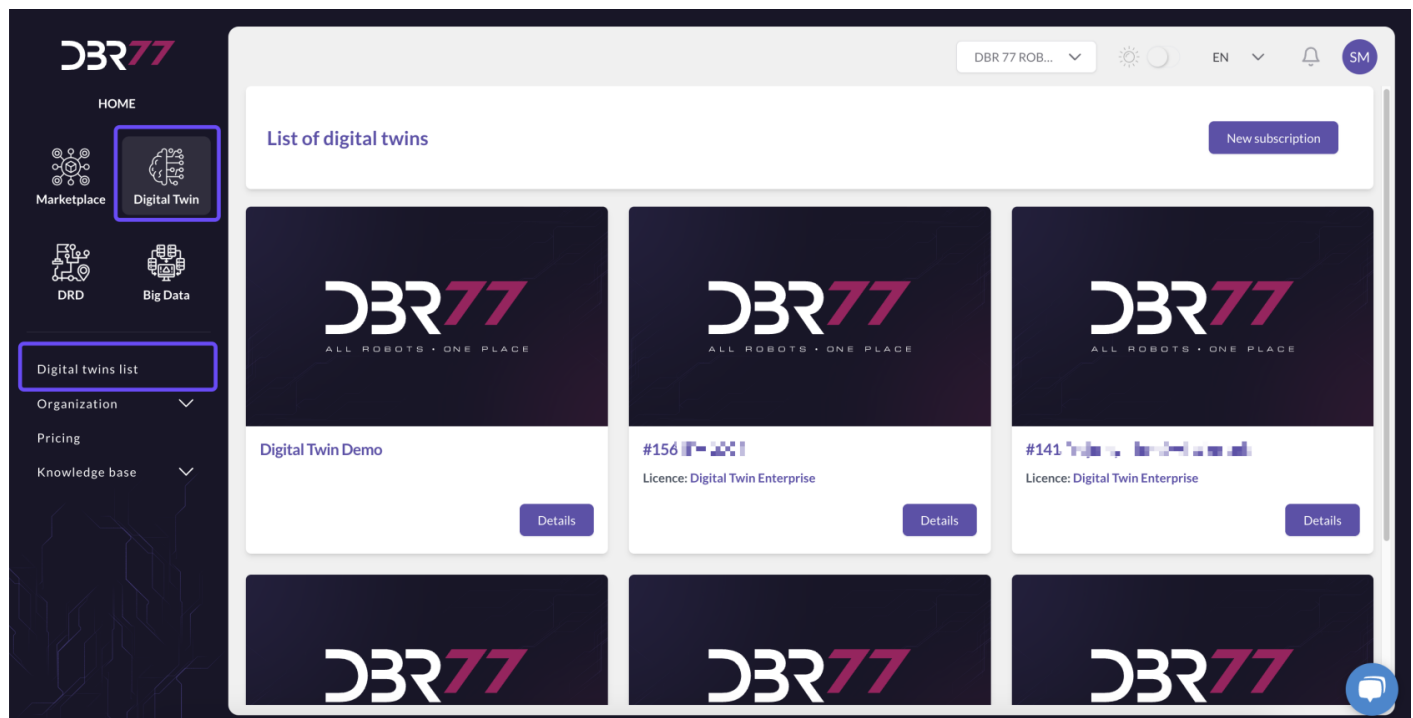 DBR77
HOME
Marketplace
Digital Twin
DRD
Big Data
Digital twins list
Organization
Pricing
Knowledge base
DBR 77 ROB...
EN
SM
List of digital twins
New subscription
DBR77
ALL ROBOTS • ONE PLACE
DBR77
ALL ROBOTS • ONE PLACE
DBR77
ALL ROBOTS • ONE PLACE
Digital Twin Demo
Details
#156
Licence: Digital Twin Enterprise
Details
#141
Licence: Digital Twin Enterprise
Details
DBR77
DBR77
DBR77